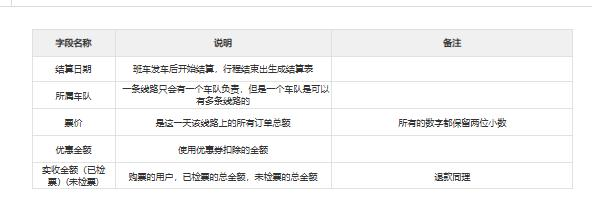 字段名称 说明 备注
结算日期 班车发车后开始结算，行程结束出生成结算表
所属车队 一条线路只会有一个车队负责，但是一个车队是可以
有多条线路的
票价 是这一天该线路上的所有订单总额 所有的数字都保留两位小数
优惠金额 使用优惠券扣除的金额
实收金额（已检
票）(未检票) 购票的用户，已检票的总金额，未检票的总金额 退款同理